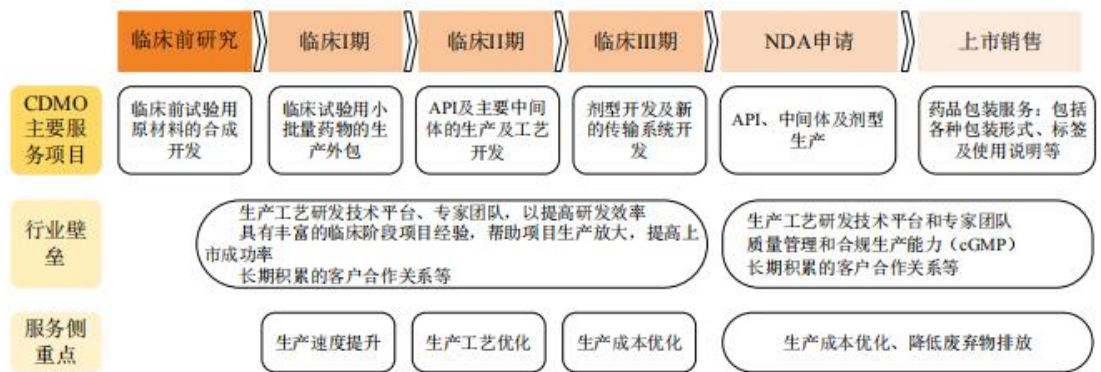 临床前研究
临床I期
临床II期
临床III期
NDA申请
上市销售
CDMO
主要服
务项目
临床前试验用
原材料的合成
开发
临床试验用小
批量药物的生
产外包
API及主要中间
体的生产及工艺
开发
剂型开发及新
的传输系统开
发
API、中间体及剂型
生产
药品包装服务：包括
各种包装形式、标签
及使用说明等
行业壁
垒
生产工艺研发技术平台、专家团队，以提高研发效率
具有丰富的临床阶段项目经验，帮助项目生产放大，提高上
市成功率
长期积累的客户合作关系等
生产工艺研发技术平台和专家团队
质量管理和合规生产能力（cGMP）
长期积累的客户合作关系等
服务侧
重点
生产速度提升
生产工艺优化
生产成本优化
生产成本优化、降低废弃物排放